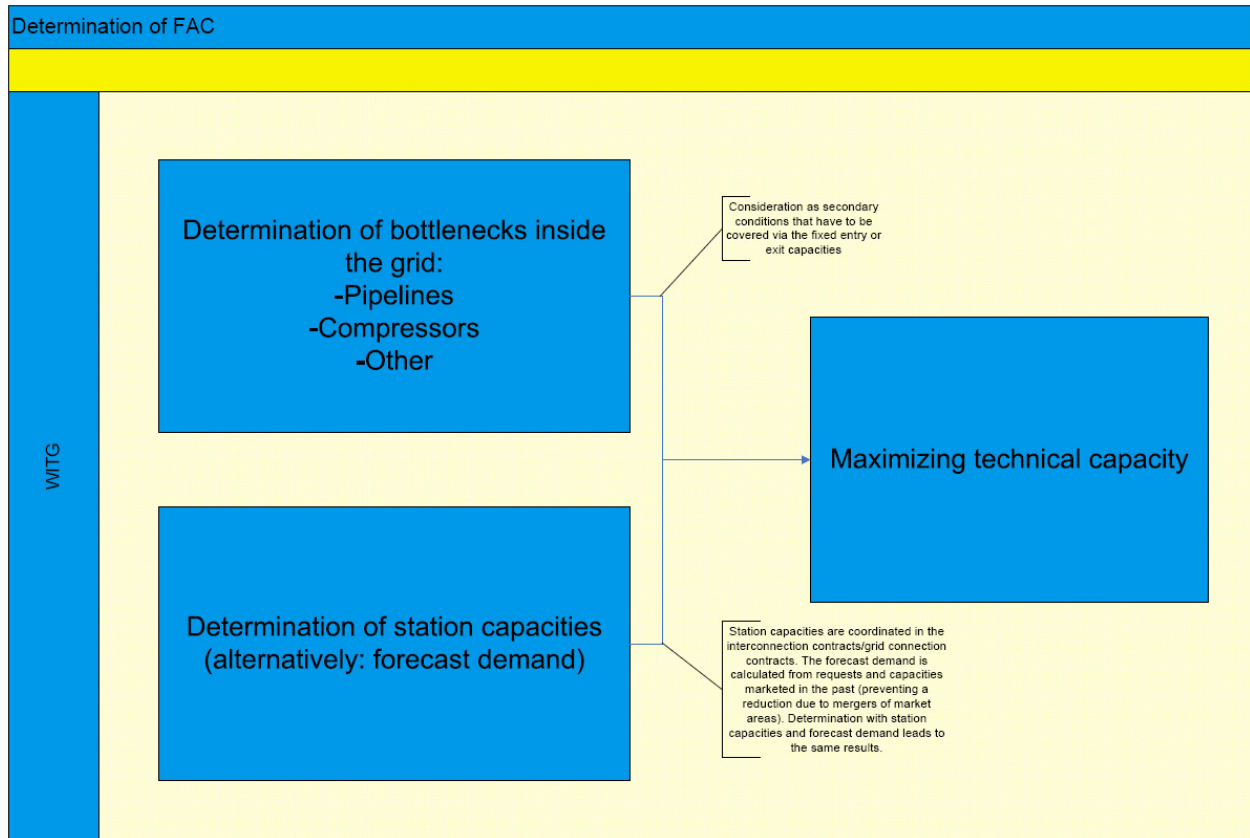 Determination of FAC
WITG
Determination of bottlenecks inside
the grid:
-Pipelines
-Compressors
-Other
Consideration as secondary
conditions that have to be
covered via the fixed entry or
exit capacities
Maximizing technical capacity
Determination of station capacities
(alternatively: forecast demand)
Station capacities are coordinated in the
interconnection contracts/grid connection
contracts. The forecast demand is
calculated from requests and capacities
marketed in the past (preventing a
reduction due to mergers of market
areas). Determination with station
capacities and forecast demand leads to
the same results.